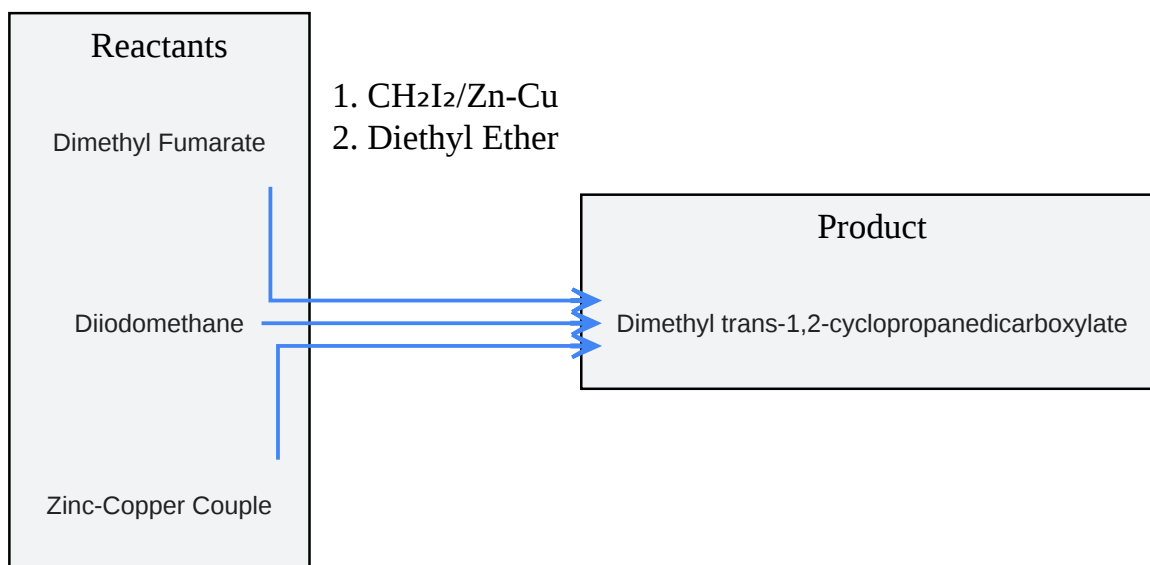 Reactants
Dimethyl Fumarate
Diiodomethane
Zinc-Copper Couple
1. CH₂I₂/Zn-Cu
2. Diethyl Ether
Product
Dimethyl trans-1,2-cyclopropanedicarboxylate